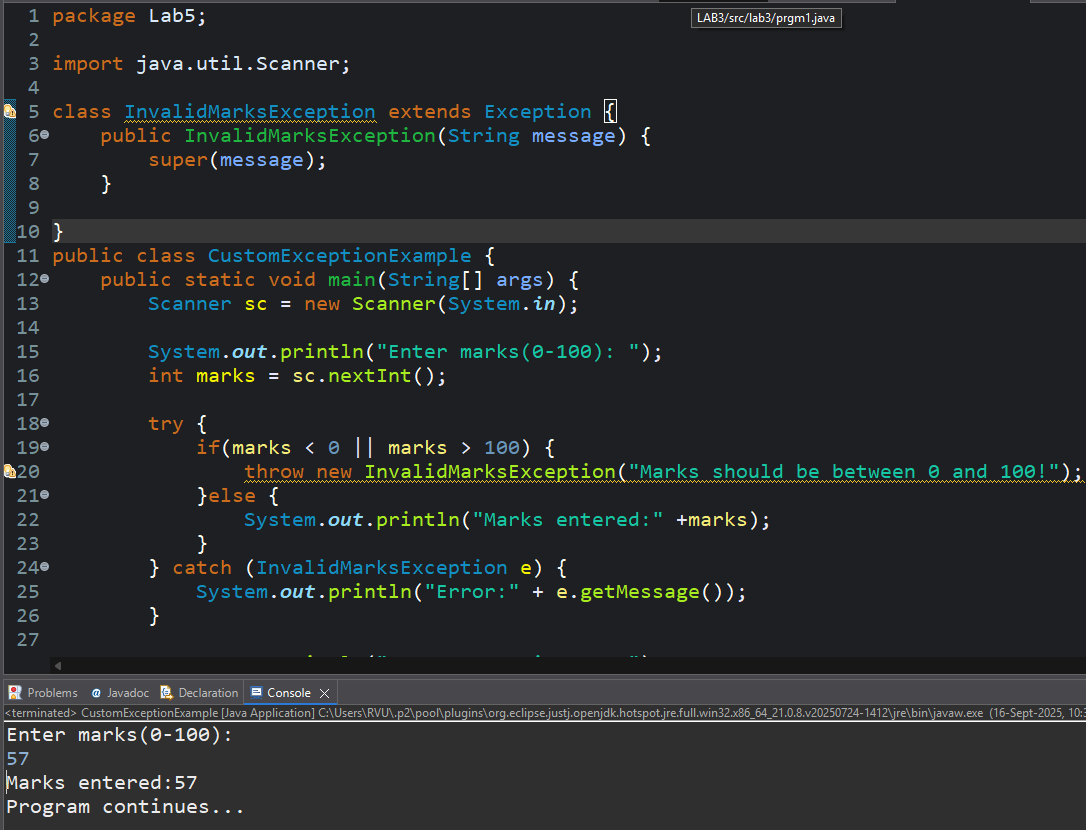 LAB3/src/lab3/prgm1.java
1 package Lab5;
2
3 import java.util.Scanner;
4
5 class InvalidMarksException extends Exception {
6 public InvalidMarksException(String message) {
7 super(message);
8 }
9
10 }
11 public class CustomExceptionExample {
12 public static void main(String[] args) {
13 Scanner sc = new Scanner(System.in);
14
15 System.out.println("Enter marks(0-100): ");
16 int marks = sc.nextInt();
17
18 try {
19 if(marks < 0 || marks > 100) {
20 throw new InvalidMarksException("Marks should be between 0 and 100!");
21 }else {
22 System.out.println("Marks entered:" +marks);
23 }
24 } catch (InvalidMarksException e) {
25 System.out.println("Error:" + e.getMessage());
26 }
27
Problems @ Javadoc Declaration Console
<terminated> CustomExceptionExample [Java Application] C:\Users\RVU\.p2\pool\plugins\org.eclipse.justj.openjdk.hotspot.jre.full.win32.x86_64_21.0.8.v20250724-1412\jre\bin\javaw.exe (16-Sept-2025, 10:
Enter marks(0-100):
57
Marks entered:57
Program continues...